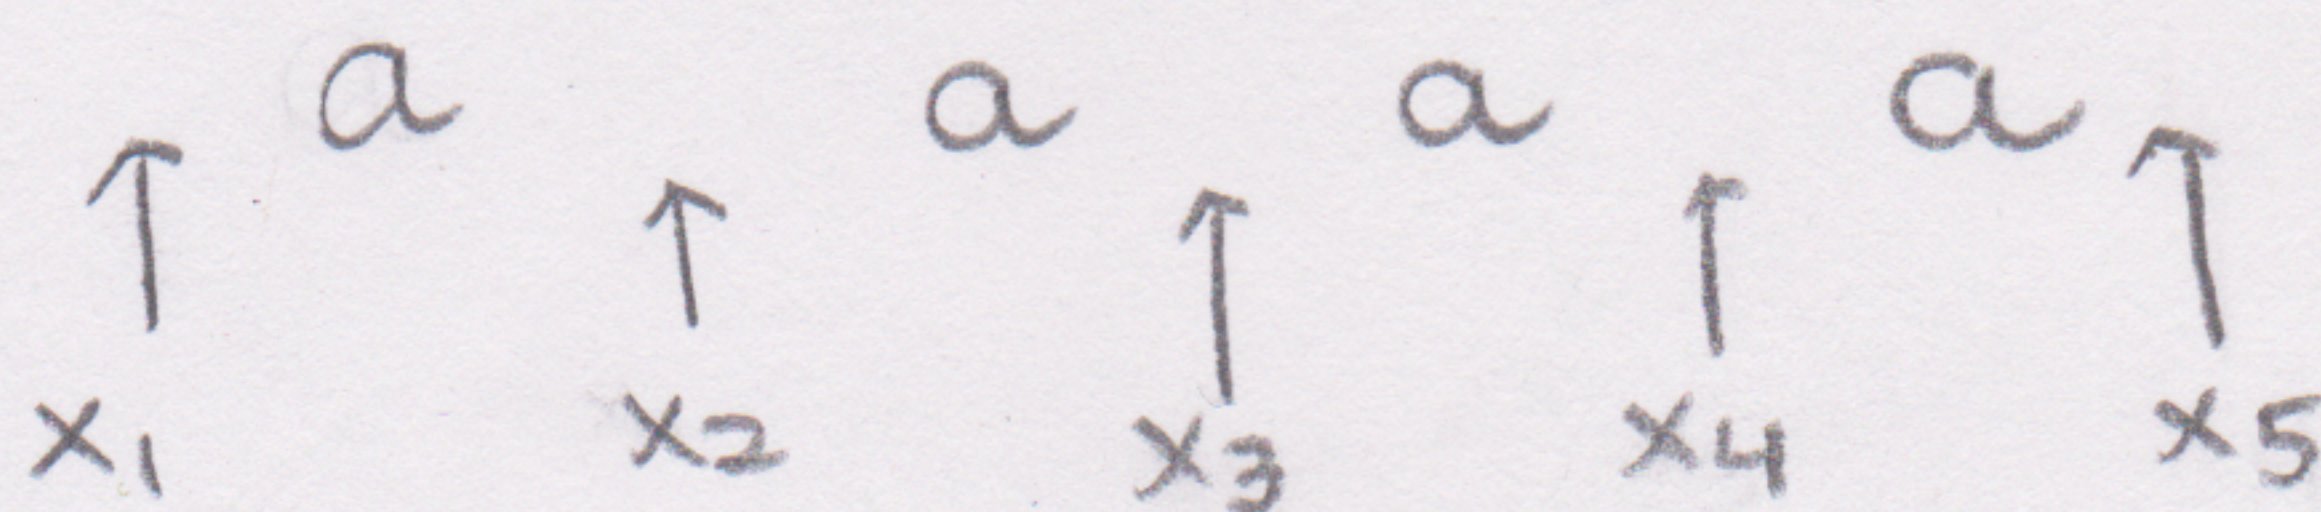 a a a a
↑ ↑ ↑ ↑ ↑
x₁ x₂ x₃ x₄ x₅